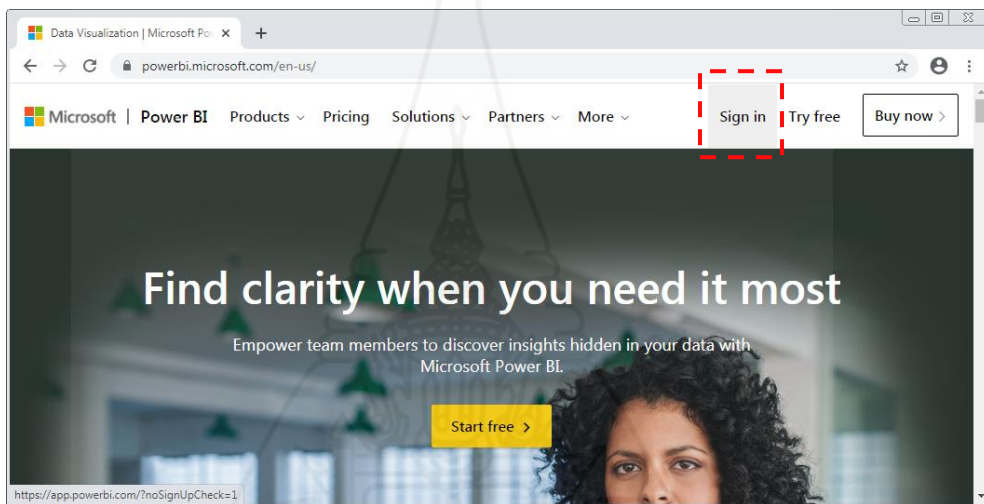 Data Visualization | Microsoft Po
powerbi.microsoft.com/en-us/
Microsoft | Power BI Products Pricing Solutions Partners More Sign in Try free Buy now
Find clarity when you need it most
Empower team members to discover insights hidden in your data with
Microsoft Power BI.
Start free
https://app.powerbi.com/?noSignUpCheck=1